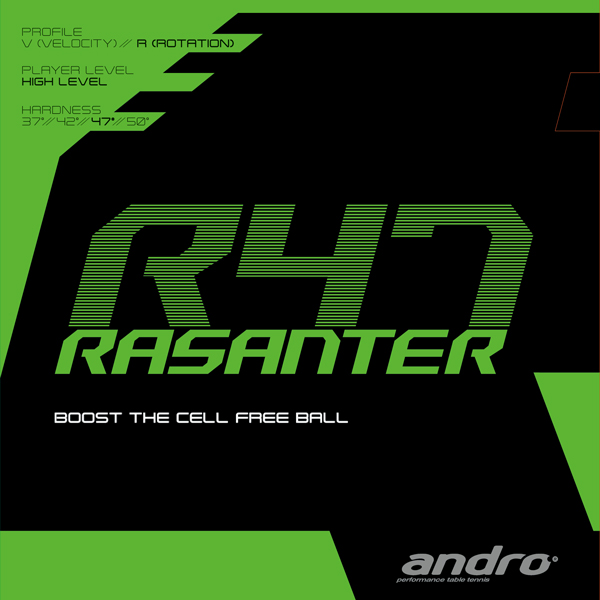 PROFILE
V (VELOCITY) // R (ROTATION)
PLAYER LEVEL
HIGH LEVEL
HARDNESS
37°//42°//47°//50°
R47
RASANTER
BOOST THE CELL FREE BALL
andro®
performance table tennis